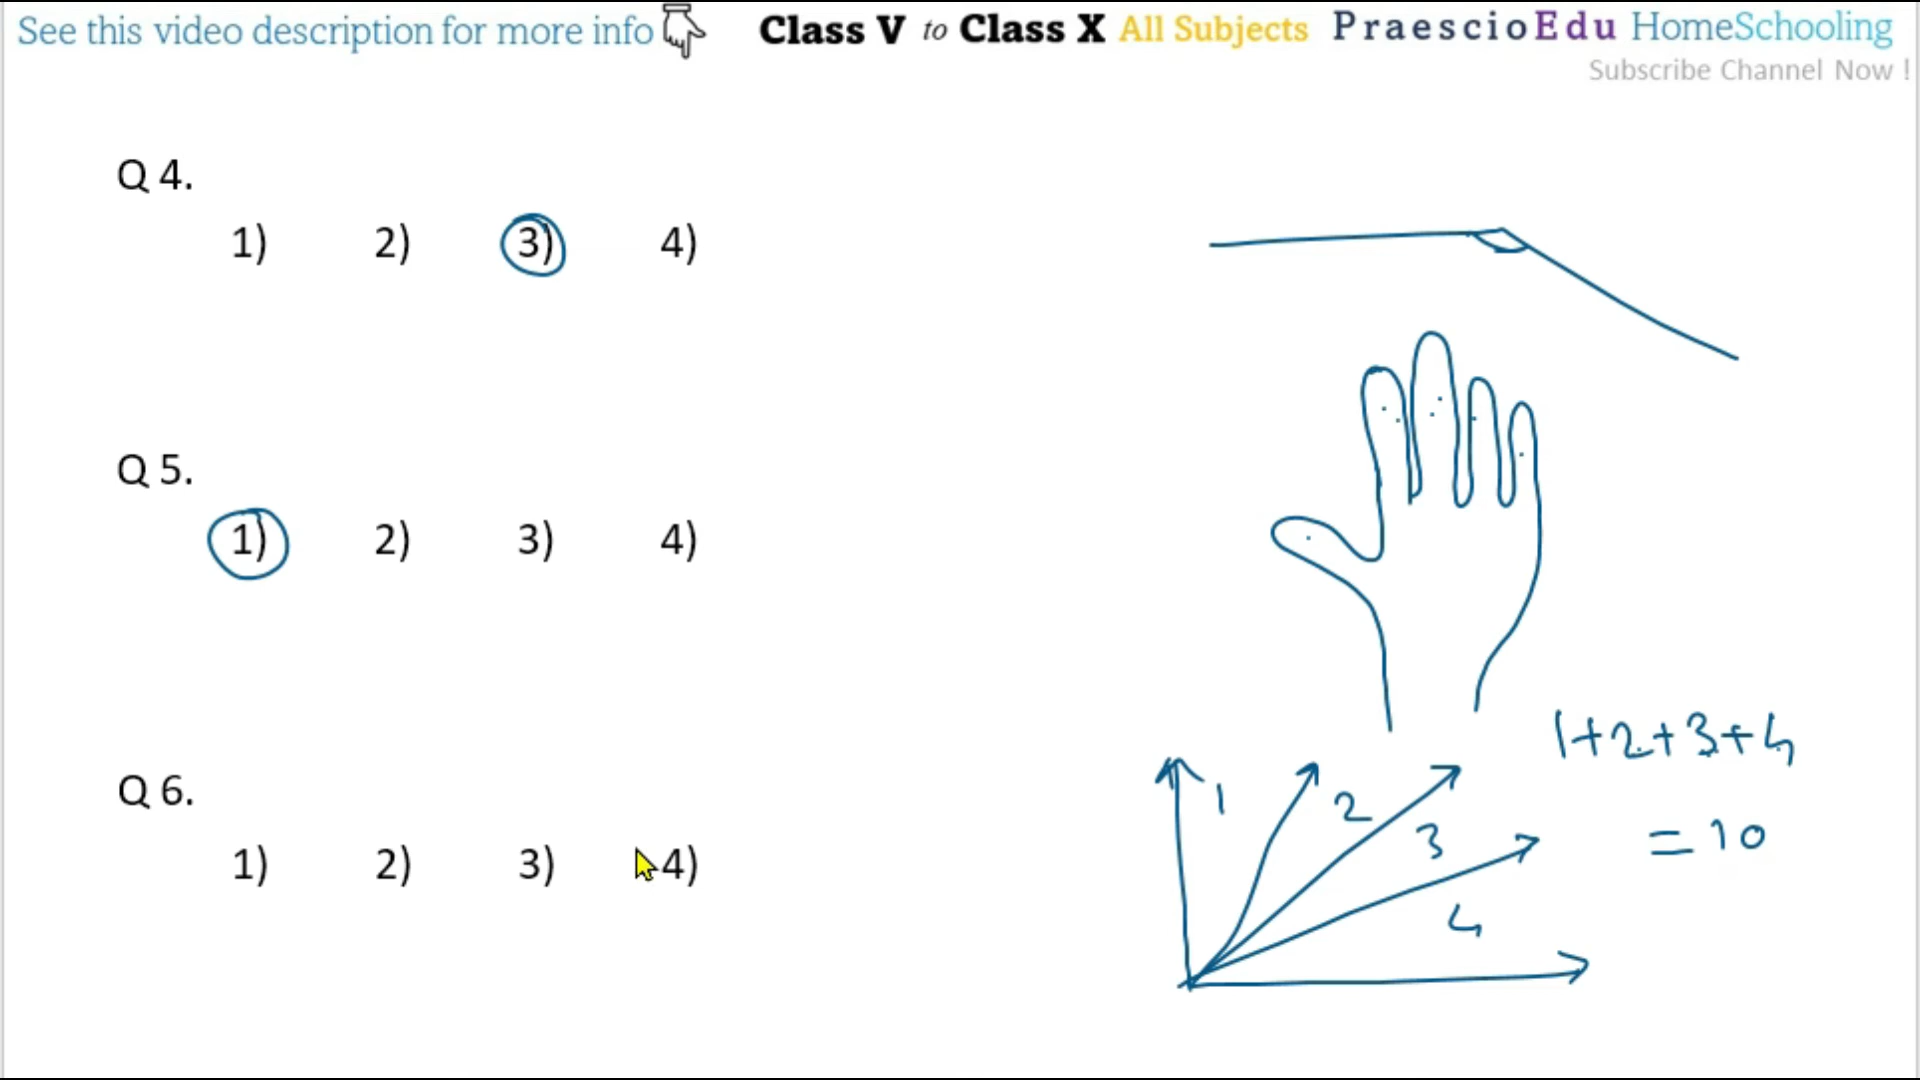 See this video description for more info Class V to Class X All Subjects PraescioEdu HomeSchooling
Subscribe Channel Now !
Q 4.
1) 2) 3) 4)
Q 5.
1) 2) 3) 4)
1+2+3+4
= 10
1
2
3
4
Q 6.
1) 2) 3) 4)